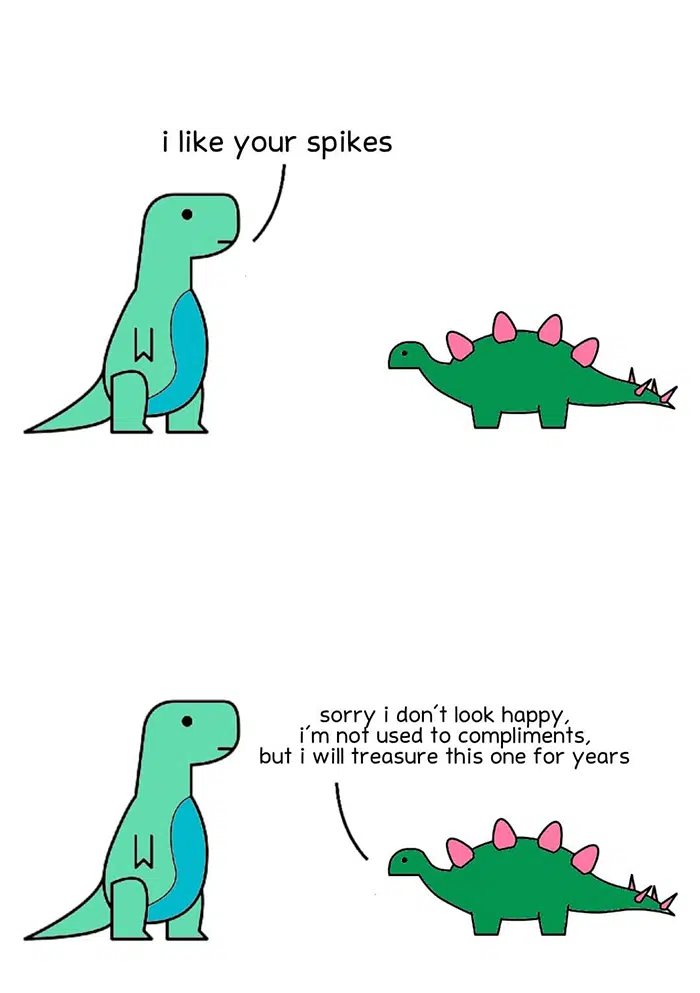 i like your spikes
sorry i don't look happy,
i'm not used to compliments,
but i will treasure this one for years